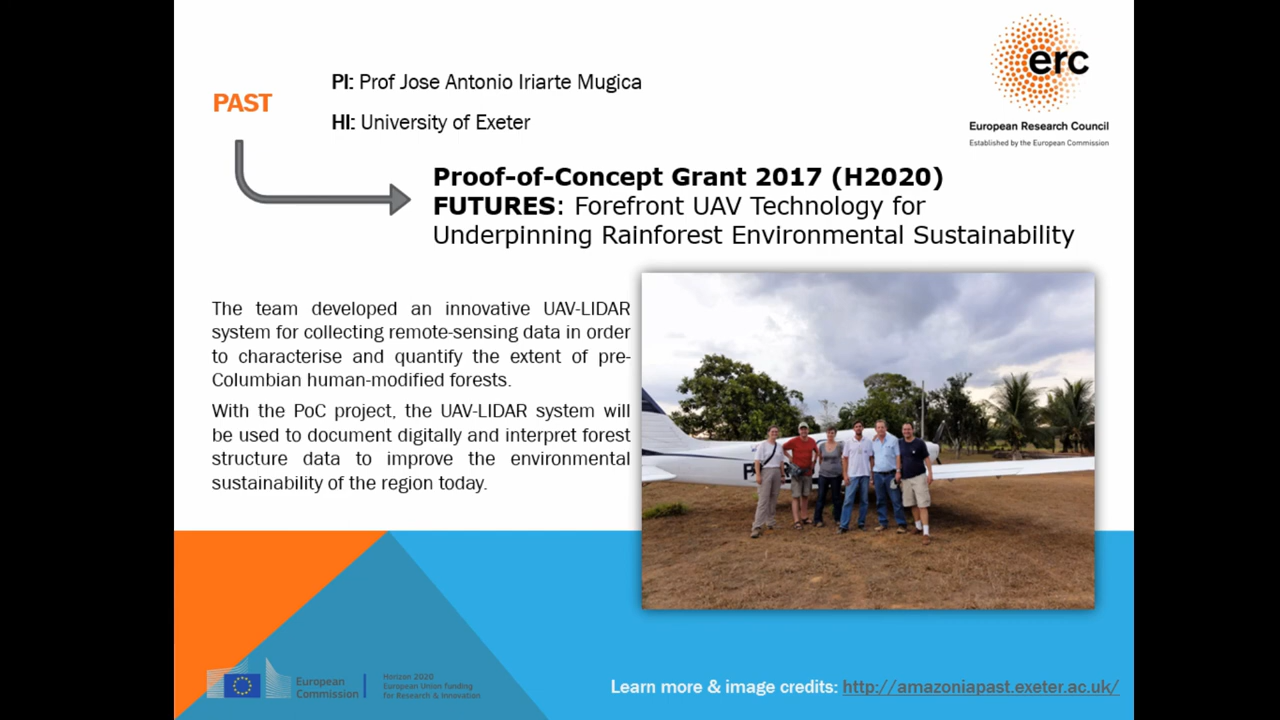 PI: Prof Jose Antonio Iriarte Mugica
PAST
HI: University of Exeter
erc
European Research Council
Established by the European Commission
Proof-of-Concept Grant 2017 (H2020)
FUTURES: Forefront UAV Technology for
Underpinning Rainforest Environmental Sustainability
The team developed an innovative UAV-LIDAR
system for collecting remote-sensing data in order
to characterise and quantify the extent of pre-
Columbian human-modified forests.
With the PoC project, the UAV-LIDAR system will
be used to document digitally and interpret forest
structure data to improve the environmental
sustainability of the region today.
European
Commission
Horizon 2020
European Union funding
for Research & Innovation
Learn more & image credits: http://amazoniapast.exeter.ac.uk/